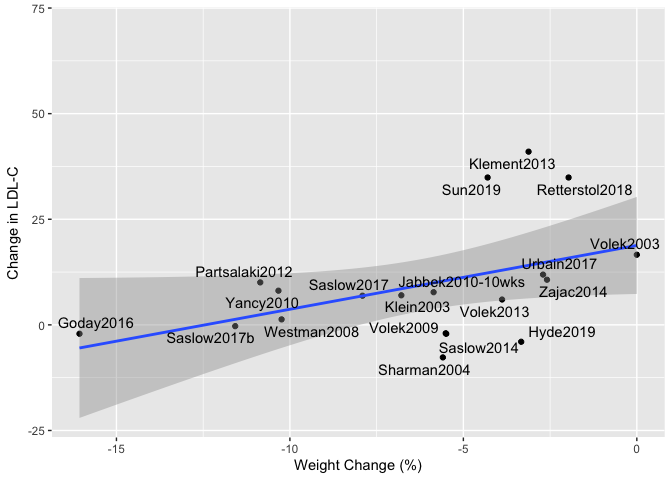 75
50
25
0
-25
Change in LDL-C
Klement2013
Sun2019
Retterstol2018
Volek2003
Urbain2017
Partsalaki2012
Saslow2017
Jabbek2010-10wks
Zajac2014
Yancy2010
Klein2003
Volek2013
Goday2016
Westman2008
Volek2009
Hyde2019
Saslow2017b
Saslow2014
Sharman2004
-15
-10
-5
0
Weight Change (%)